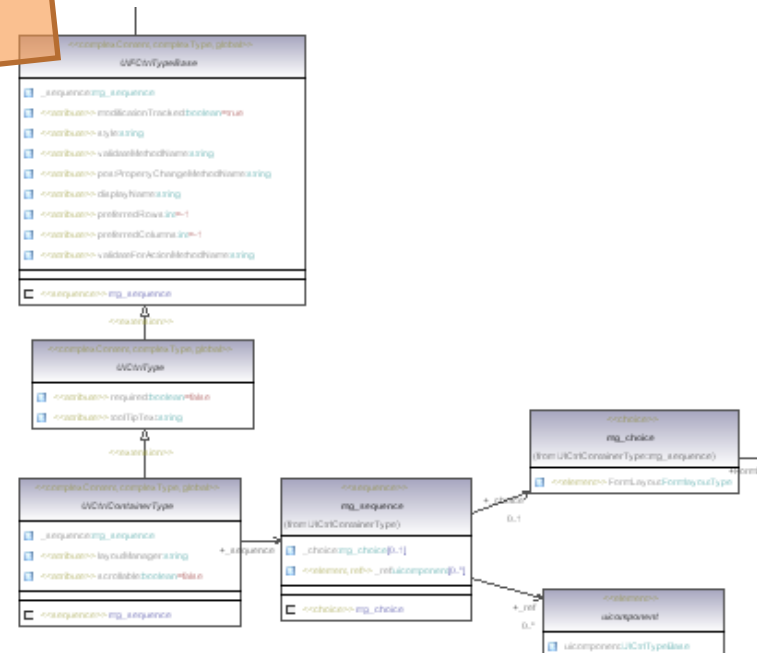 <<complexContent, complexType, global>>
_sequence:mg_sequence
<<attribute>> modificationTracked:boolean=true
<<attribute>> style:string
<<attribute>> validateMethodName:string
<<attribute>> postPropertyChangeMethodName:string
<<attribute>> displayName:string
<<attribute>> preferredRows:int=-1
<<attribute>> preferredColumns:int=-1
<<attribute>> validateForActionMethodName:string
<<sequence>> mg_sequence
<<extension>>
<<complexContent, complexType, global>>
UICtrlType
<<attribute>> required:boolean=false
<<attribute>> toolTipText:string
<<extension>>
<<complexContent, complexType, global>>
UICtrlContainerType
_sequence:mg_sequence
<<attribute>> layoutManager:string
<<attribute>> scrollable:boolean=false
<<sequence>> mg_sequence
+_sequence
<<sequence>>
mg_sequence
(from UICtrlContainerType)
_choice:mg_choice[0..1]
<<element, ref>> _ref:uicomponent[0..*]
<<choice>> mg_choice
+_choice
0..1
<<choice>>
mg_choice
(from UICtrlContainerType::mg_sequence)
<<element>> FormLayout:FormlayoutType
+_ref
0..*
<<element>>
uicomponent
uicomponent:UICtrlTypeBase